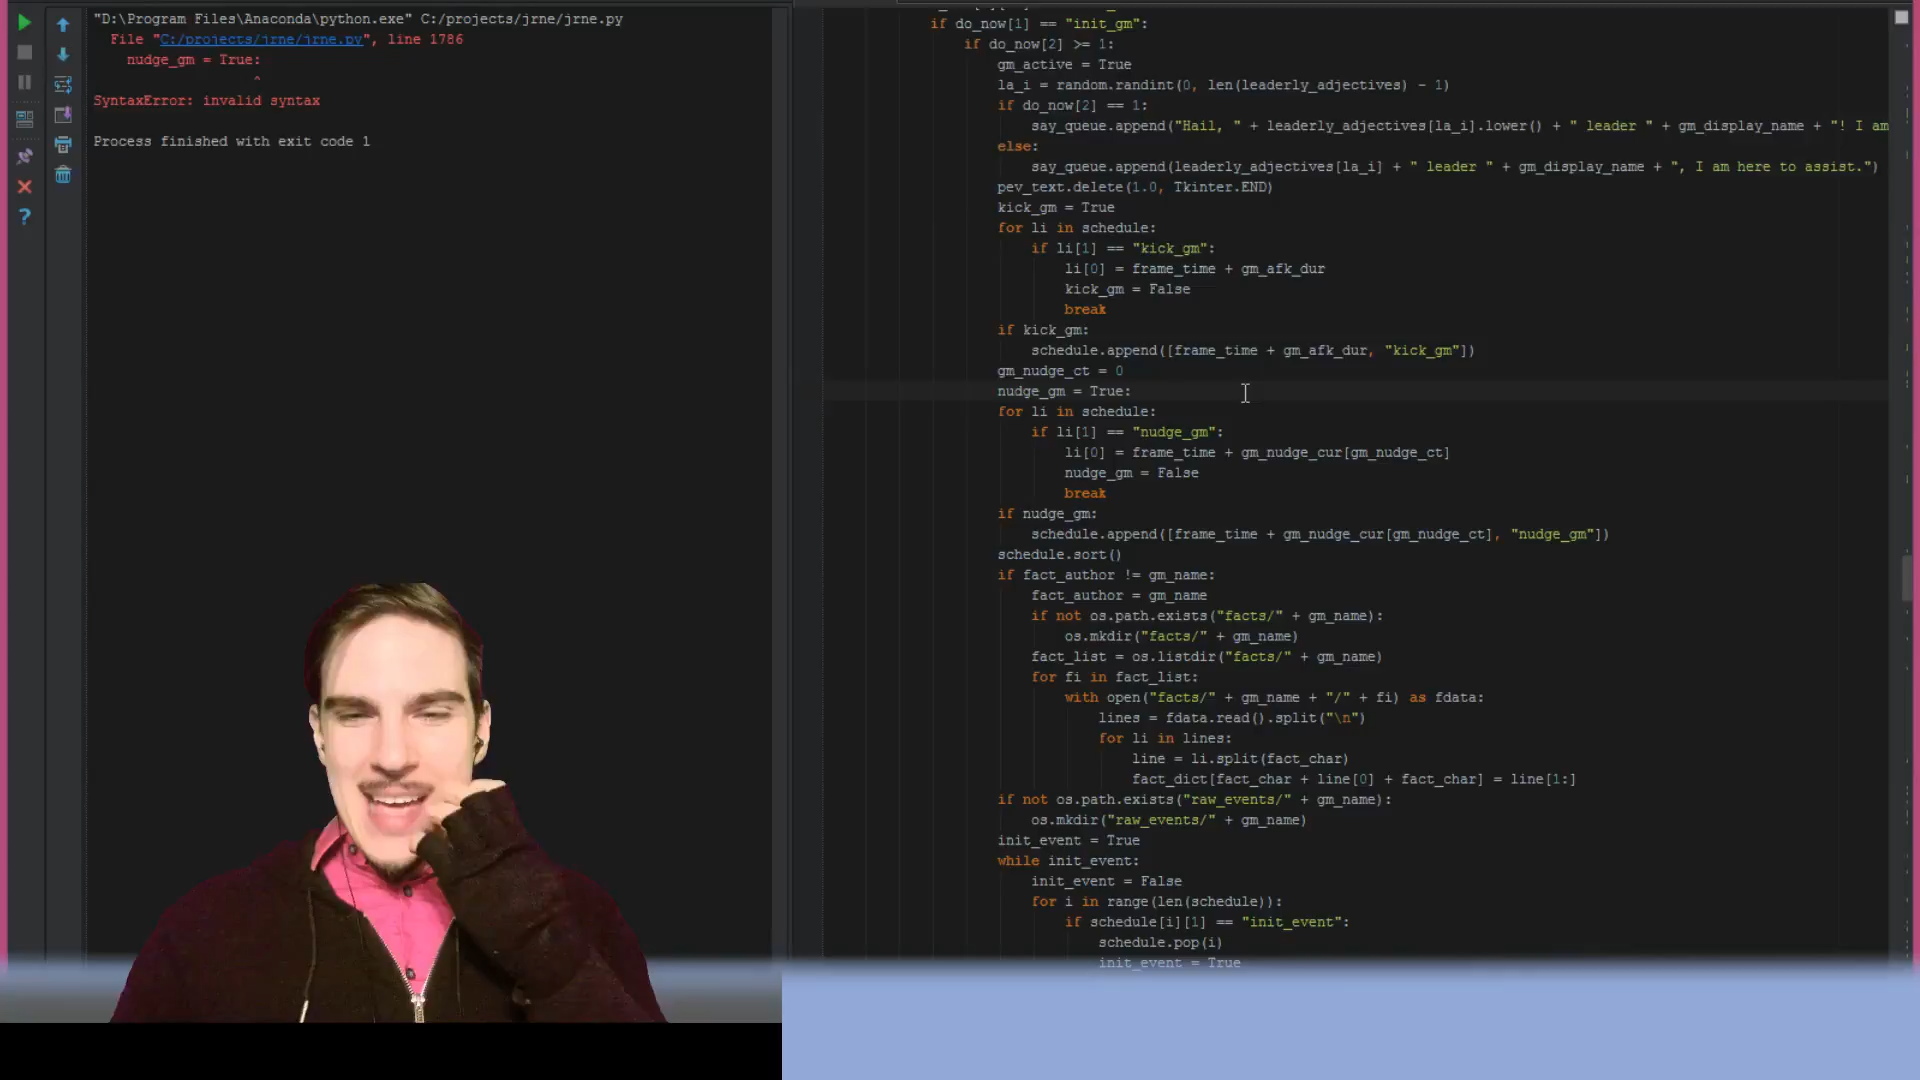 "D:\Program Files\Anaconda\python.exe" C:/projects/jrne/jrne.py
File "C:/projects/jrne/jrne.py", line 1786
nudge_gm = True:
^
SyntaxError: invalid syntax
Process finished with exit code 1
if do_now[1] == "init_gm":
if do_now[2] >= 1:
gm_active = True
la_i = random.randint(0, len(leaderly_adjectives) - 1)
if do_now[2] == 1:
say_queue.append("Hail, " + leaderly_adjectives[la_i].lower() + " leader " + gm_display_name + "! I am
else:
say_queue.append(leaderly_adjectives[la_i] + " leader " + gm_display_name + ", I am here to assist.")
pev_text.delete(1.0, Tkinter.END)
kick_gm = True
for li in schedule:
if li[1] == "kick_gm":
li[0] = frame_time + gm_afk_dur
kick_gm = False
break
if kick_gm:
schedule.append([frame_time + gm_afk_dur, "kick_gm"])
gm_nudge_ct = 0
nudge_gm = True:
for li in schedule:
if li[1] == "nudge_gm":
li[0] = frame_time + gm_nudge_cur[gm_nudge_ct]
nudge_gm = False
break
if nudge_gm:
schedule.append([frame_time + gm_nudge_cur[gm_nudge_ct], "nudge_gm"])
schedule.sort()
if fact_author != gm_name:
fact_author = gm_name
if not os.path.exists("facts/" + gm_name):
os.mkdir("facts/" + gm_name)
fact_list = os.listdir("facts/" + gm_name)
for fi in fact_list:
with open("facts/" + gm_name + "/" + fi) as fdata:
lines = fdata.read().split("\n")
for li in lines:
line = li.split(fact_char)
fact_dict[fact_char + line[0] + fact_char] = line[1:]
if not os.path.exists("raw_events/" + gm_name):
os.mkdir("raw_events/" + gm_name)
init_event = True
while init_event:
init_event = False
for i in range(len(schedule)):
if schedule[i][1] == "init_event":
schedule.pop(i)
init_event = True